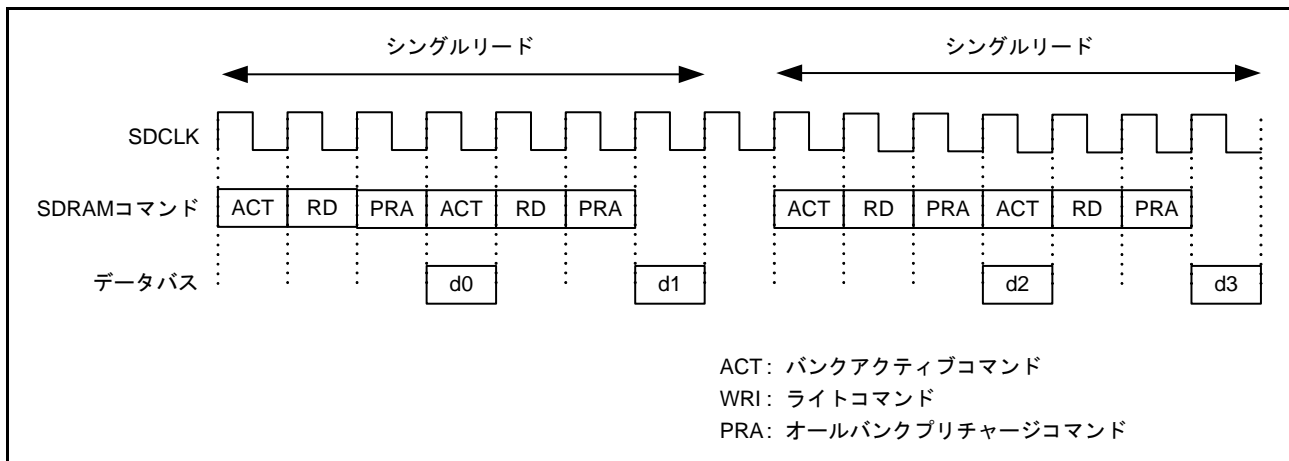 シングルリード シングルリード
SDCLK
SDRAMコマンド ACT RD PRA ACT RD PRA ACT RD PRA ACT RD PRA
データバス d0 d1 d2 d3
ACT: バンクアクティブコマンド
WRI: ライトコマンド
PRA: オールバンクプリチャージコマンド